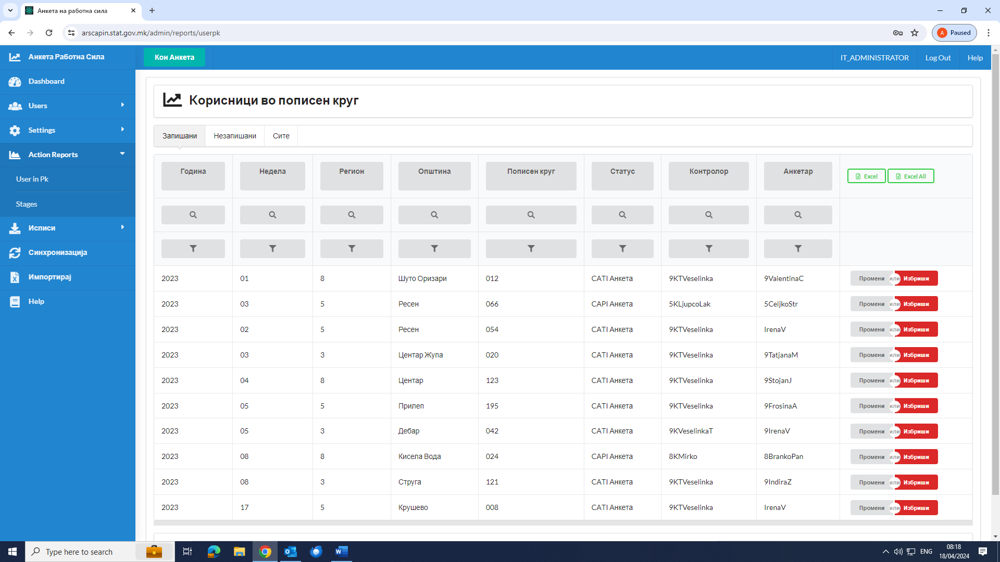 Анкета на работна сила
arscapin.stat.gov.mk/admin/reports/userpk
A Paused
Анкета Работна Сила
Кон Анкета
IT_ADMINISTRATOR Log Out Help
Dashboard
Users
Settings
Action Reports
User in Pk
Stages
Исписи
Синхронизација
Импортирај
Help
Корисници во пописен круг
Запишани Незапишани Сите
Година Недела Регион Општина Пописен круг Статус Контролор Анкетар Excel Excel All
2023 01 8 Шуто Оризари 012 CATI Анкета 9KTVeselinka 9ValentinaC Промени или Избриши
2023 03 5 Ресен 066 CAPI Анкета 5KLjupcoLak 5CeljkoStr Промени или Избриши
2023 02 5 Ресен 054 CATI Анкета 9KTVeselinka IrenaV Промени или Избриши
2023 03 3 Центар Жупа 020 CATI Анкета 9KTVeselinka 9TatjanaM Промени или Избриши
2023 04 8 Центар 123 CATI Анкета 9KTVeselinka 9StojanJ Промени или Избриши
2023 05 5 Прилеп 195 CATI Анкета 9KTVeselinka 9FrosinaA Промени или Избриши
2023 05 3 Дебар 042 CATI Анкета 9KVeselinkaT 9IrenaV Промени или Избриши
2023 08 8 Кисела Вода 024 CAPI Анкета 8KMirko 8BrankoPan Промени или Избриши
2023 08 3 Струга 121 CATI Анкета 9KTVeselinka 9IndiraZ Промени или Избриши
2023 17 5 Крушево 008 CATI Анкета 9KTVeselinka IrenaV Промени или Избриши
Type here to search
ENG
08:18
18/04/2024